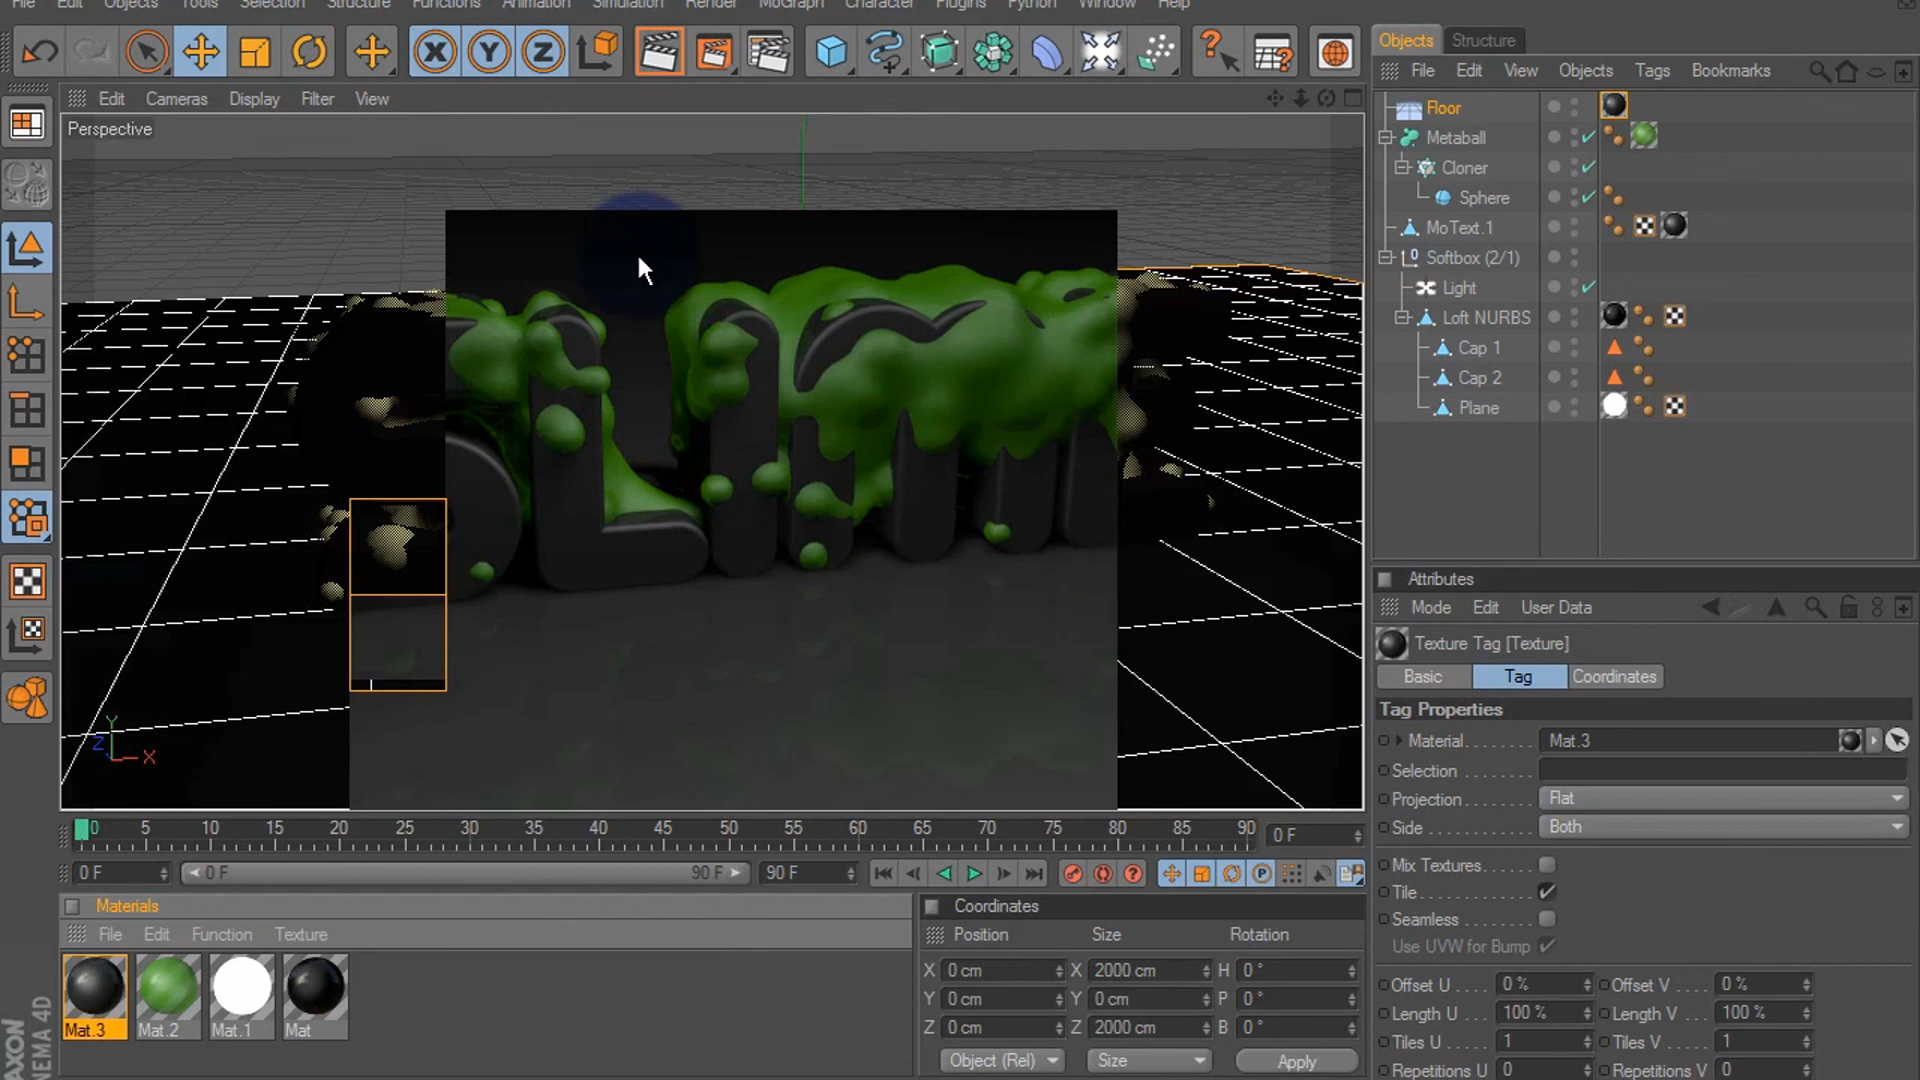 File Edit Objects Tools Selection Structure Functions Animation Simulation Render MoGraph Character Plugins Python Window Help
X Y Z
Objects Structure
File Edit View Objects Tags Bookmarks
Edit Cameras Display Filter View
Perspective
Floor
Metaball
Cloner
Sphere
MoText.1
Softbox (2/1)
Light
Loft NURBS
Cap 1
Cap 2
Plane
Y
Z X
Attributes
Mode Edit User Data
Texture Tag [Texture]
Basic Tag Coordinates
Tag Properties
Material Mat.3
Selection
Projection Flat
Side Both
Mix Textures
Tile
Seamless
Use UVW for Bump
Offset U 0 % Offset V 0 %
Length U 100 % Length V 100 %
Tiles U 1 Tiles V 1
Repetitions U 0 Repetitions V 0
0 5 10 15 20 25 30 35 40 45 50 55 60 65 70 75 80 85 90 0 F
0 F 0 F 90 F 90 F
Materials
File Edit Function Texture
Mat.3 Mat.2 Mat.1 Mat
Coordinates
Position Size Rotation
X 0 cm X 2000 cm H 0 °
Y 0 cm Y 0 cm P 0 °
Z 0 cm Z 2000 cm B 0 °
Object (Rel) Size Apply
AXON
NEMA 4D